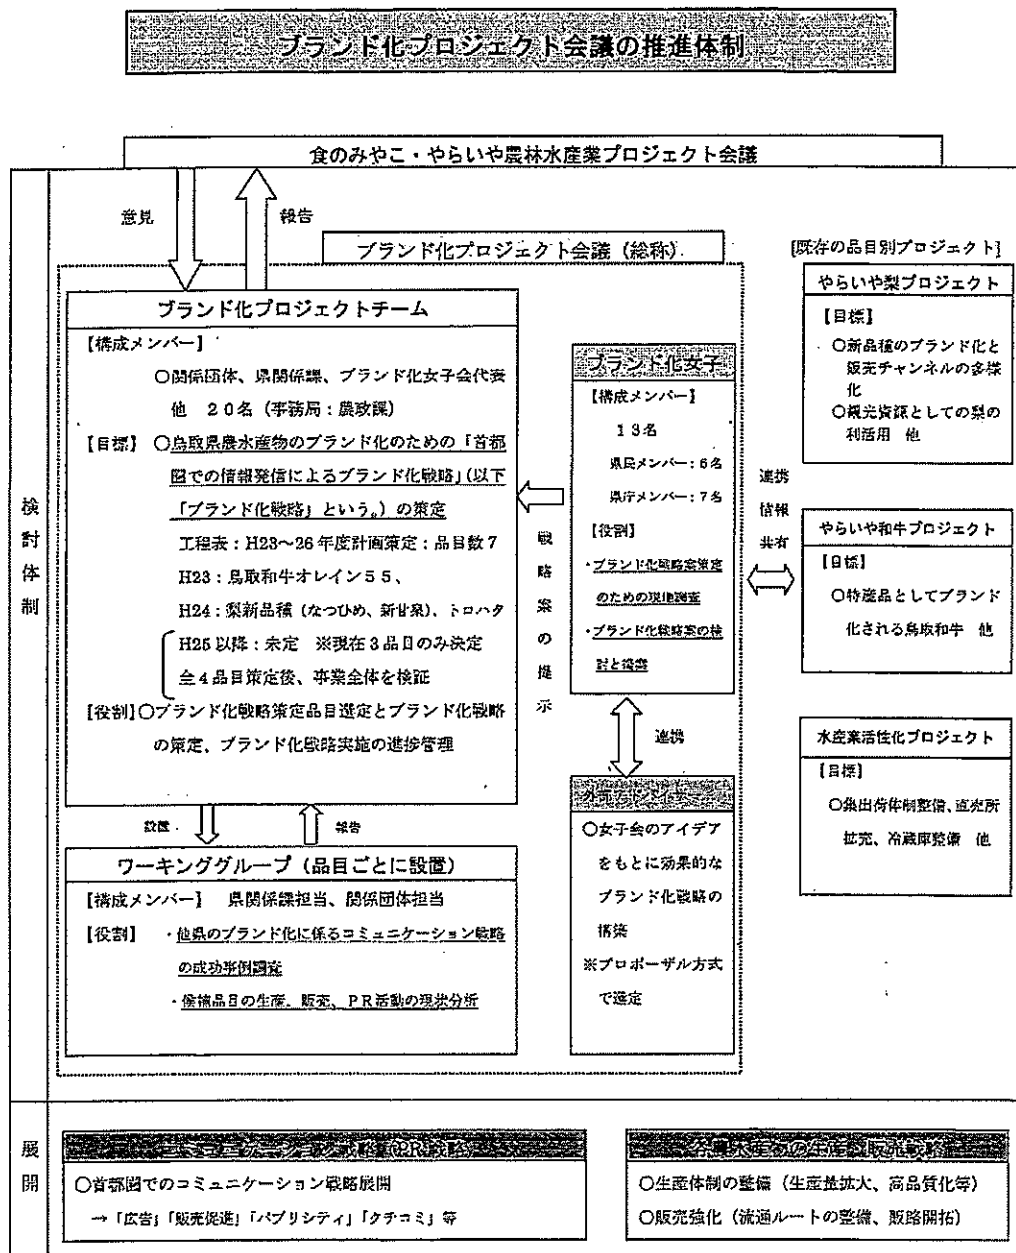 ブランド化プロジェクト会議の推進体制
食のみやこ・やらいや農林水産業プロジェクト会議
意見
報告
ブランド化プロジェクト会議（総称）
[既存の品目別プロジェクト]
検討体制
ブランド化プロジェクトチーム
【構成メンバー】
○関係団体、県関係課、ブランド化女子会代表
他　２０名（事務局：農政課）
【目標】○鳥取県農水産物のブランド化のための「首都
圏での情報発信によるブランド化戦略」（以下
「ブランド化戦略」という。）の策定
工程表：H23～26年度計画策定：品目数7
H23：鳥取和牛オレイン５５、
H24：梨新品種（なつひめ、新甘泉）、トロハタ
H25以降：未定　※現在３品目のみ決定
全４品目策定後、事業全体を検証
【役割】○ブランド化戦略策定品目選定とブランド化戦略
の策定、ブランド化戦略実施の進捗管理
設置
報告
ワーキンググループ（品目ごとに設置）
【構成メンバー】　県関係課担当、関係団体担当
【役割】　・他県のブランド化に係るコミュニケーション戦略
の成功事例調査
・候補品目の生産、販売、ＰＲ活動の現状分析
戦略案の提示
ブランド化女子
【構成メンバー】
１３名
県民メンバー：６名
県庁メンバー：７名
【役割】
・ブランド化戦略案策定
のための現地調査
・ブランド化戦略案の検
討と提案
連携
○女子会のアイデア
をもとに効果的な
ブランド化戦略の
構築
※プロポーザル方式
で選定
連携
情報
共有
やらいや梨プロジェクト
【目標】
○新品種のブランド化と
販売チャンネルの多様
化
○観光資源としての梨の
利活用　他
やらいや和牛プロジェクト
【目標】
○特産品としてブランド
化される鳥取和牛　他
水産業活性化プロジェクト
【目標】
○集出荷体制整備、直売所
拡充、冷蔵庫整備　他
展開
コミュニケーション戦略（PR戦略）
○首都圏でのコミュニケーション戦略展開
→「広告」「販売促進」「パブリシティ」「クチコミ」等
各農水産物の生産・販売戦略
○生産体制の整備（生産量拡大、高品質化等）
○販売強化（流通ルートの整備、販路開拓）